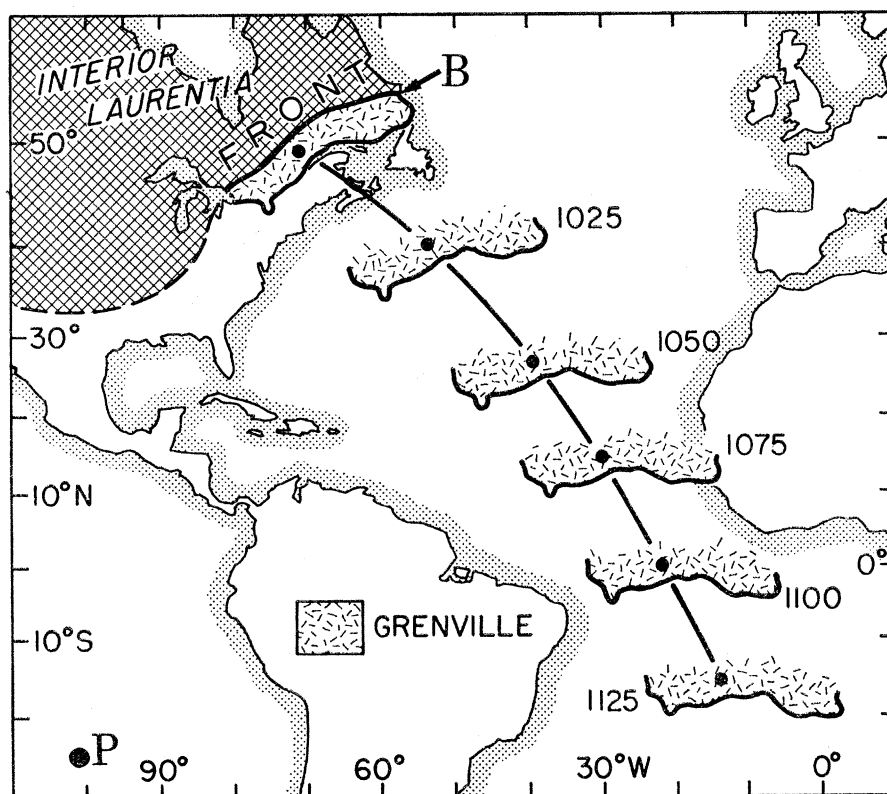 INTERIOR
LAURENTIA
FRONT
B
50°
1025
30°
1050
1075
10°N
0°
1100
GRENVILLE
10°S
1125
P
90°
60°
30°W
0°